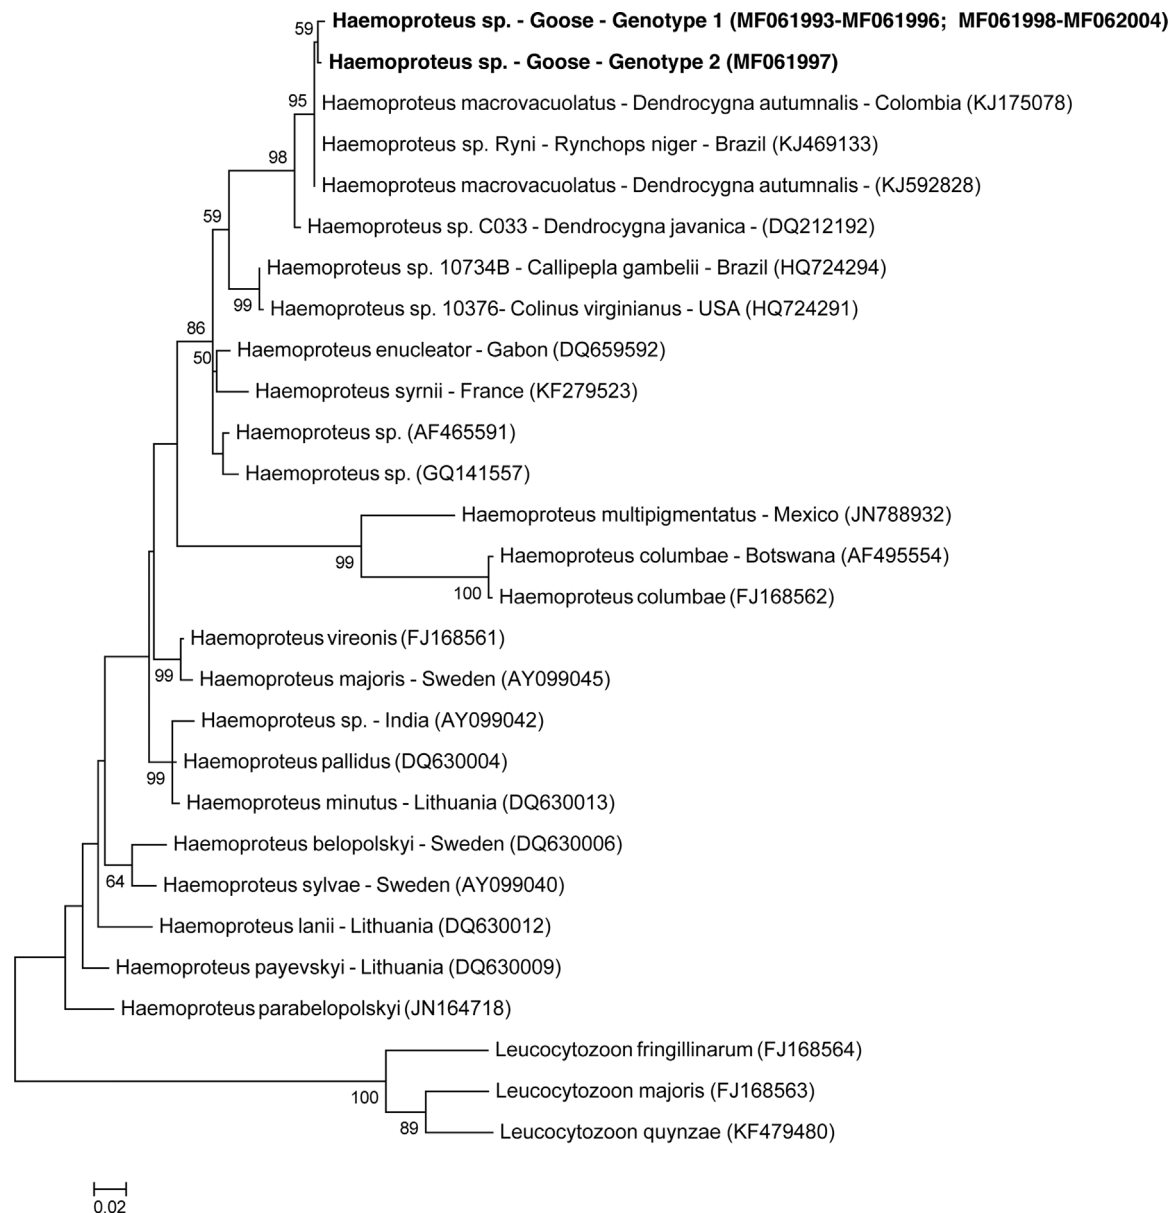 59
Haemoproteus sp. - Goose - Genotype 1 (MF061993-MF061996; MF061998-MF062004)
Haemoproteus sp. - Goose - Genotype 2 (MF061997)
95
Haemoproteus macrovacuolatus - Dendrocygna autumnalis - Colombia (KJ175078)
Haemoproteus sp. Ryni - Rynchops niger - Brazil (KJ469133)
98
Haemoproteus macrovacuolatus - Dendrocygna autumnalis - (KJ592828)
59
Haemoproteus sp. C033 - Dendrocygna javanica - (DQ212192)
Haemoproteus sp. 10734B - Callipepla gambelii - Brazil (HQ724294)
99
Haemoproteus sp. 10376- Colinus virginianus - USA (HQ724291)
86
Haemoproteus enucleator - Gabon (DQ659592)
50
Haemoproteus syrnii - France (KF279523)
Haemoproteus sp. (AF465591)
Haemoproteus sp. (GQ141557)
Haemoproteus multipigmentatus - Mexico (JN788932)
99
Haemoproteus columbae - Botswana (AF495554)
100
Haemoproteus columbae (FJ168562)
Haemoproteus vireonis (FJ168561)
99
Haemoproteus majoris - Sweden (AY099045)
Haemoproteus sp. - India (AY099042)
Haemoproteus pallidus (DQ630004)
99
Haemoproteus minutus - Lithuania (DQ630013)
Haemoproteus belopolskyi - Sweden (DQ630006)
64
Haemoproteus sylvae - Sweden (AY099040)
Haemoproteus lanii - Lithuania (DQ630012)
Haemoproteus payevskyi - Lithuania (DQ630009)
Haemoproteus parabelopolskyi (JN164718)
Leucocytozoon fringillinarum (FJ168564)
100
Leucocytozoon majoris (FJ168563)
89
Leucocytozoon quynzae (KF479480)
0.02